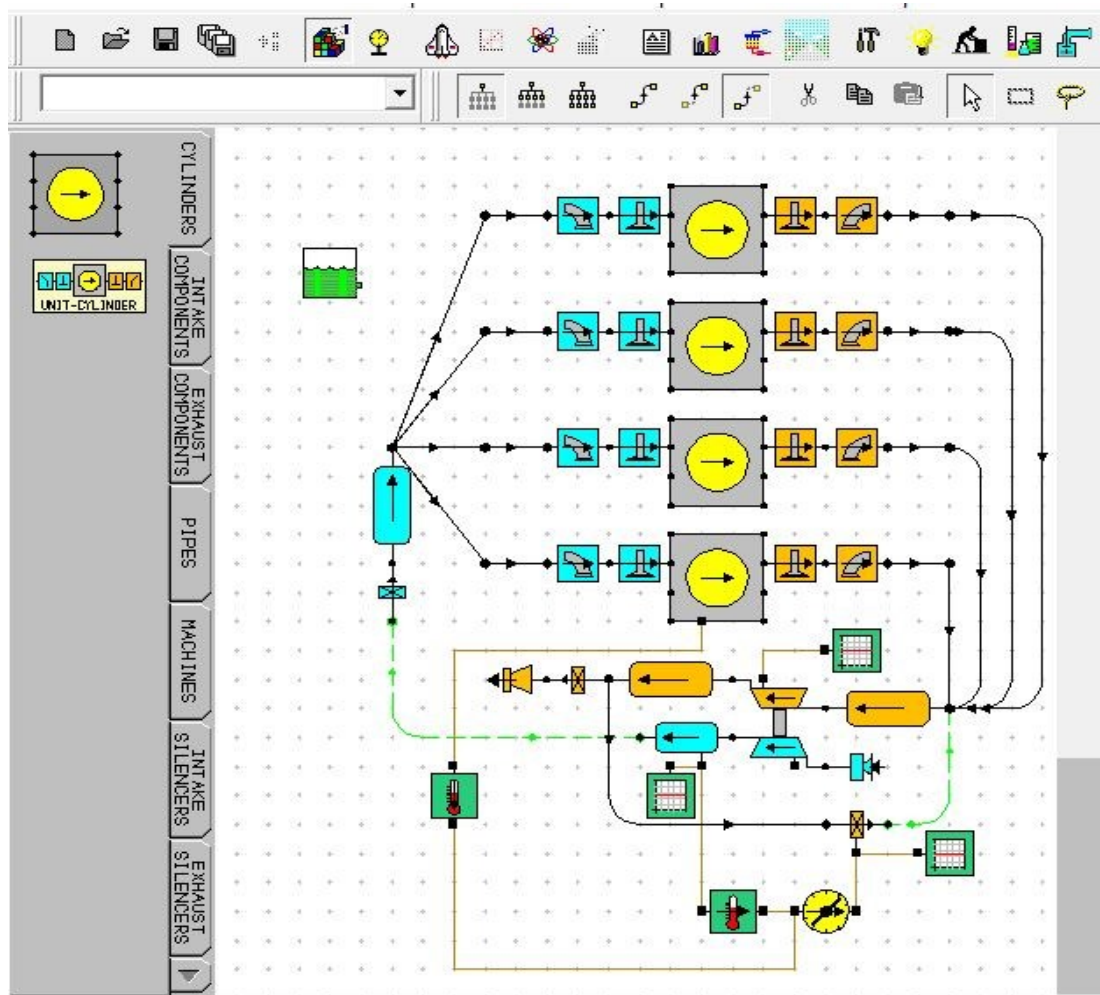 CYLINDERS
UNIT-CYLINDER
INTAKE
COMPONENTS
EXHAUST
COMPONENTS
PIPES
MACHINES
INTAKE
SILENCERS
EXHAUST
SILENCERS